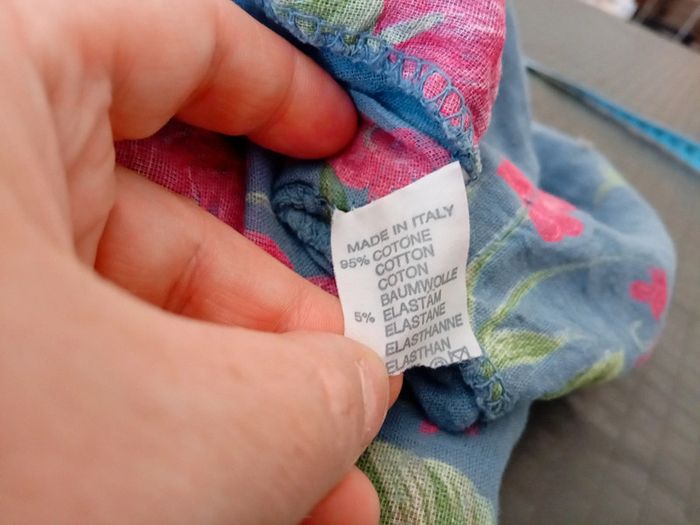 MADE IN ITALY
95% COTONE
COTTON
COTON
BAUMWOLLE
5% ELASTAM
ELASTANE
ELASTHANNE
ELASTHAN